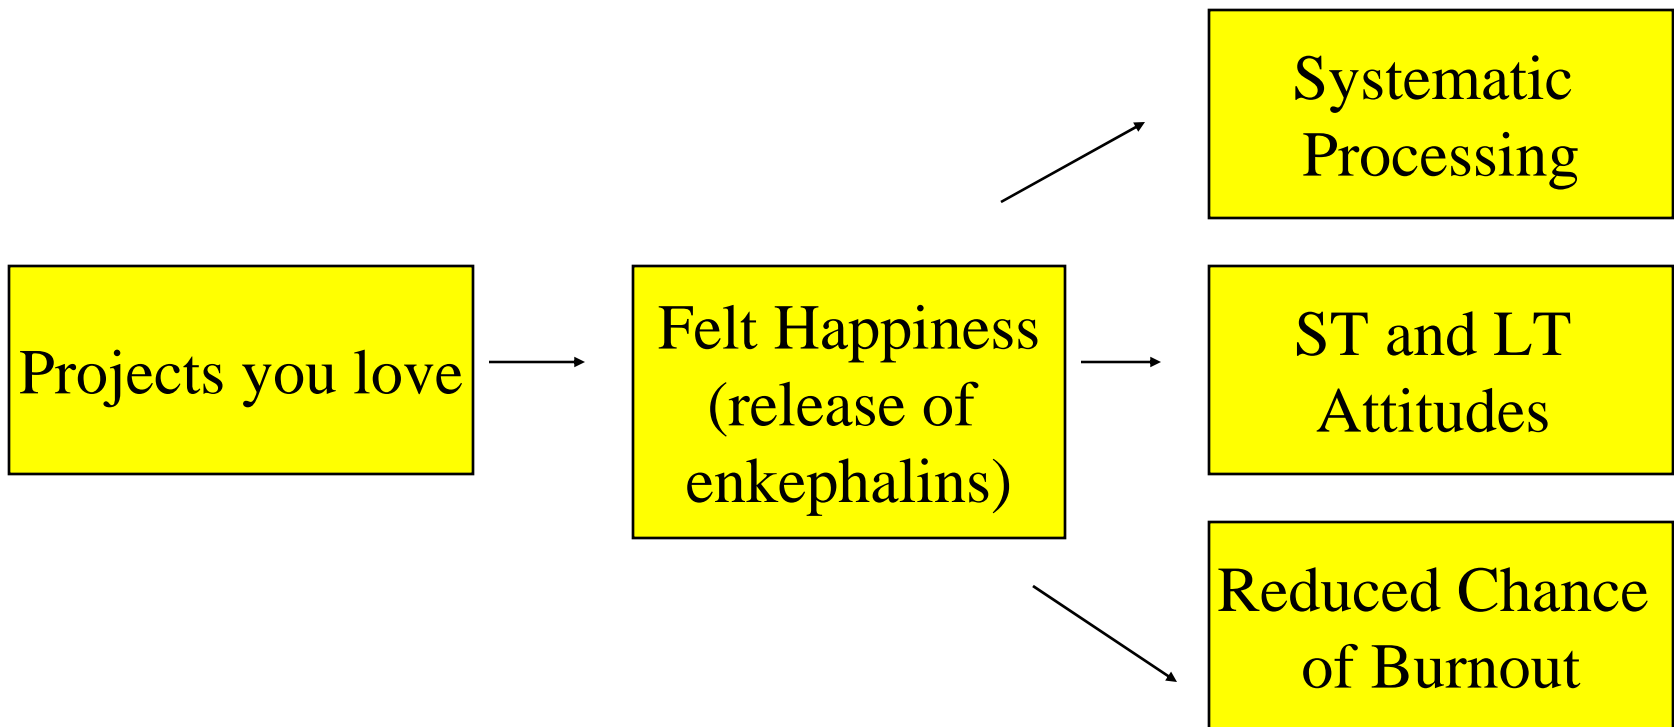 Projects you love
Felt Happiness
(release of
enkephalins)
Systematic
Processing
ST and LT
Attitudes
Reduced Chance
of Burnout